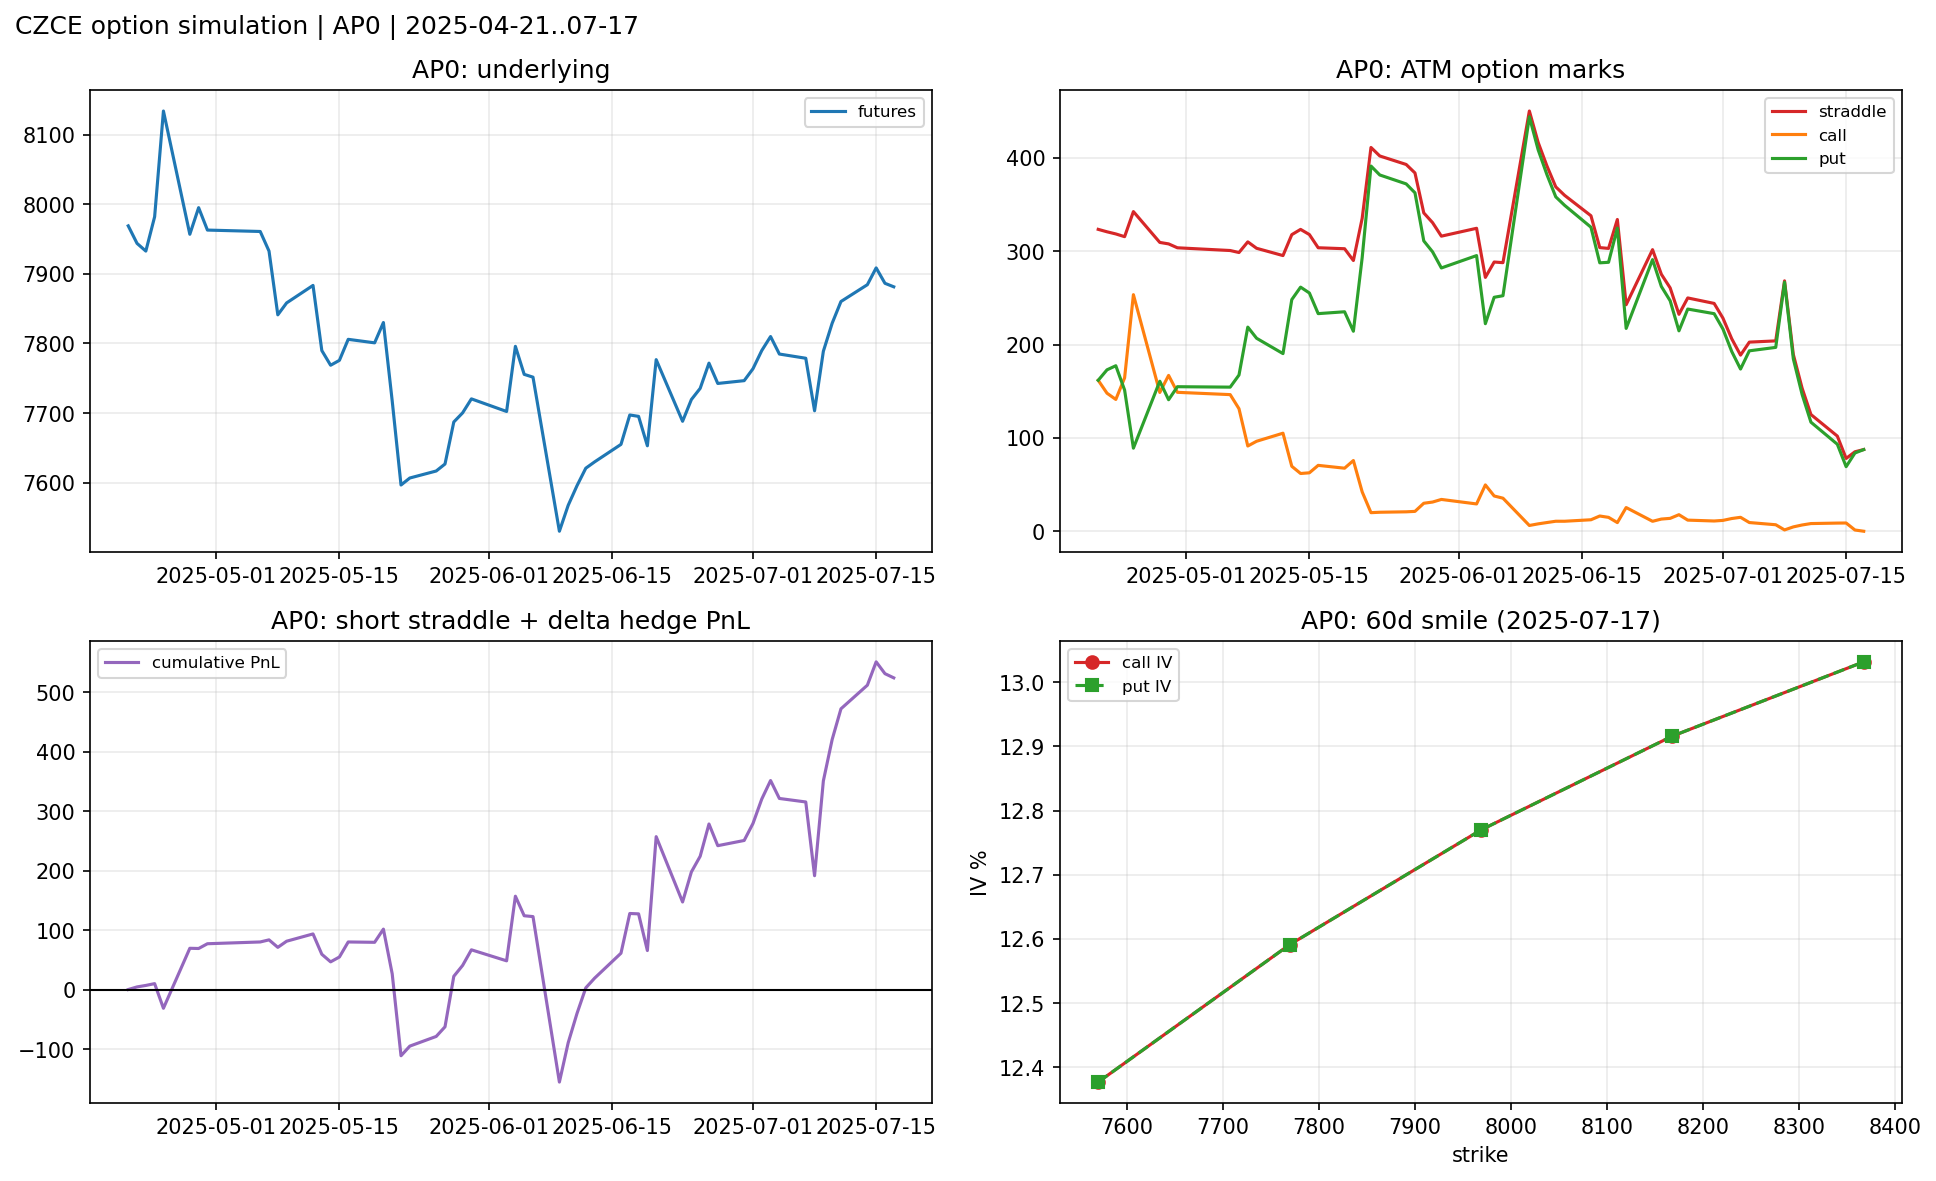 CZCE option simulation | AP0 | 2025-04-21..07-17
AP0: underlying
futures
8100
8000
7900
7800
7700
7600
2025-05-01 2025-05-15 2025-06-01 2025-06-15 2025-07-01 2025-07-15
AP0: ATM option marks
straddle
call
put
400
300
200
100
0
2025-05-01 2025-05-15 2025-06-01 2025-06-15 2025-07-01 2025-07-15
AP0: short straddle + delta hedge PnL
cumulative PnL
500
400
300
200
100
0
−100
2025-05-01 2025-05-15 2025-06-01 2025-06-15 2025-07-01 2025-07-15
AP0: 60d smile (2025-07-17)
call IV
put IV
IV %
13.0
12.9
12.8
12.7
12.6
12.5
12.4
7600 7700 7800 7900 8000 8100 8200 8300 8400
strike